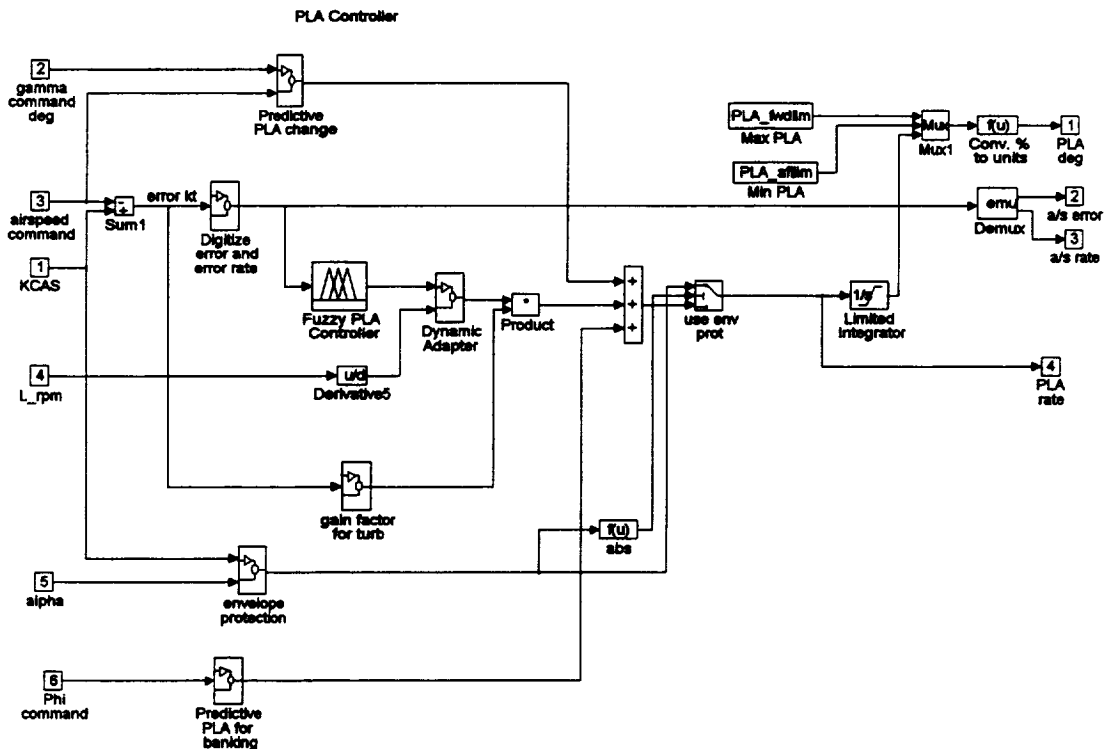 PLA Controller
2
gamma
command
deg
Predictive
PLA change
PLA_fwdlim
Max PLA
PLA_aftlim
Min PLA
Mux
Mux1
f(u)
Conv. %
to units
1
PLA
deg
3
airspeed
command
Sum1
error kt
Digitize
error and
error rate
emu
Demux
2
a/s error
3
a/s rate
1
KCAS
Fuzzy PLA
Controller
Dynamic
Adapter
*
Product
+
+
+
use env
prot
1/s
Limited
Integrator
4
L_rpm
u/d
Derivative5
4
PLA
rate
gain factor
for turb
f(u)
abs
5
alpha
envelope
protection
6
Phi
command
Predictive
PLA for
banking